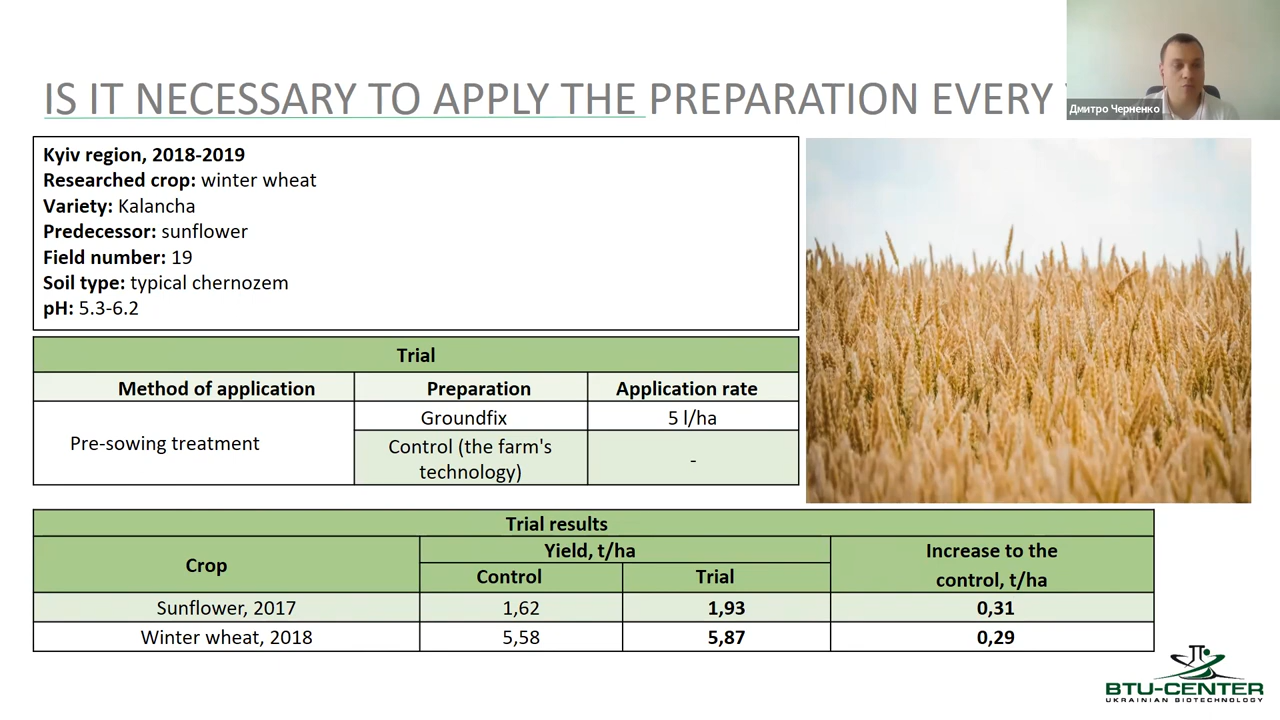 IS IT NECESSARY TO APPLY THE PREPARATION EVERY
Дмитро Черненко
Kyiv region, 2018-2019
Researched crop: winter wheat
Variety: Kalancha
Predecessor: sunflower
Field number: 19
Soil type: typical chernozem
pH: 5.3-6.2
Trial
Method of application Preparation Application rate
Pre-sowing treatment
Groundfix 5 l/ha
Control (the farm's
technology) -
Trial results
Crop
Yield, t/ha
Control Trial
Increase to the
control, t/ha
Sunflower, 2017 1,62 1,93 0,31
Winter wheat, 2018 5,58 5,87 0,29
BTU-CENTER
UKRAINIAN BIOTECHNOLOGY